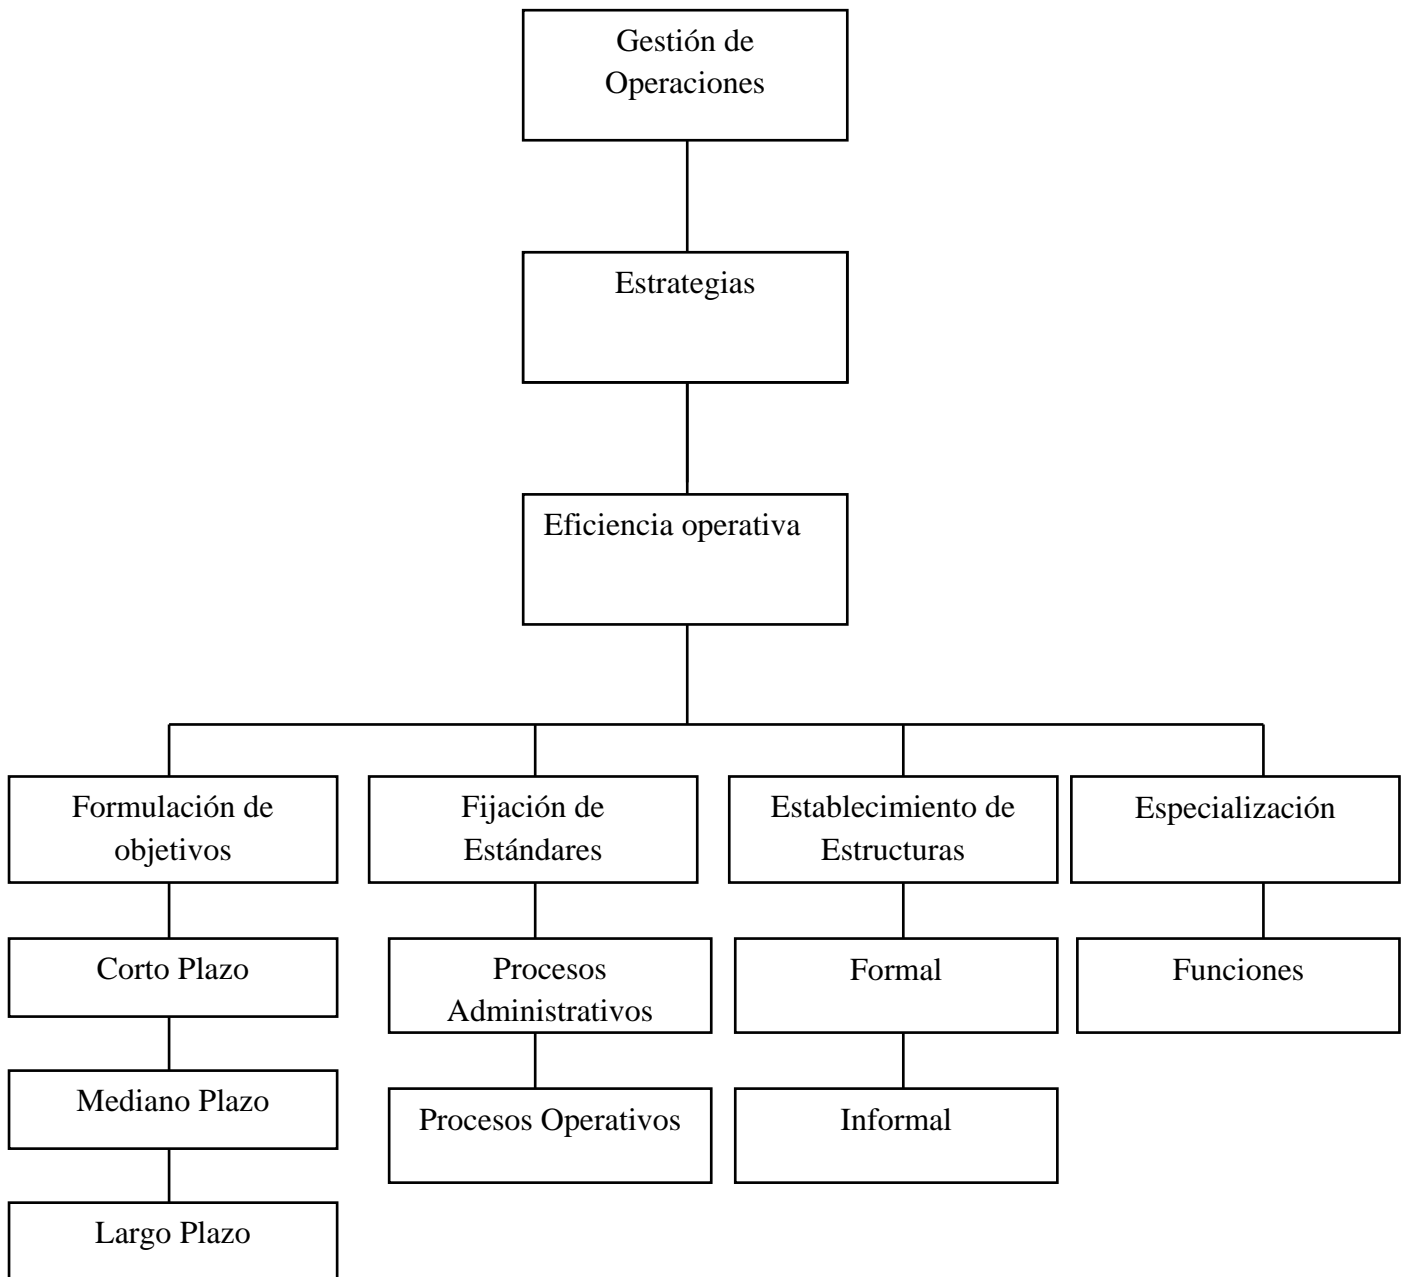 Gestión de
Operaciones
Estrategias
Eficiencia operativa
Formulación de
objetivos
Fijación de
Estándares
Establecimiento de
Estructuras
Especialización
Corto Plazo
Procesos
Administrativos
Formal
Funciones
Mediano Plazo
Procesos Operativos
Informal
Largo Plazo